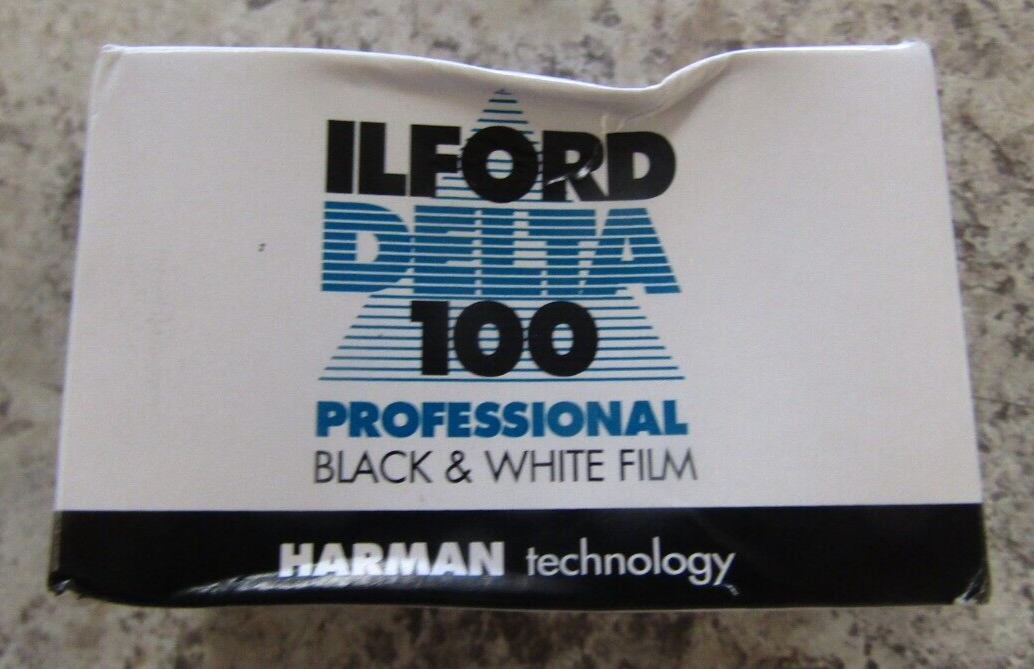 ILFORD
DELTA
100
PROFESSIONAL
BLACK & WHITE FILM
HARMAN technology